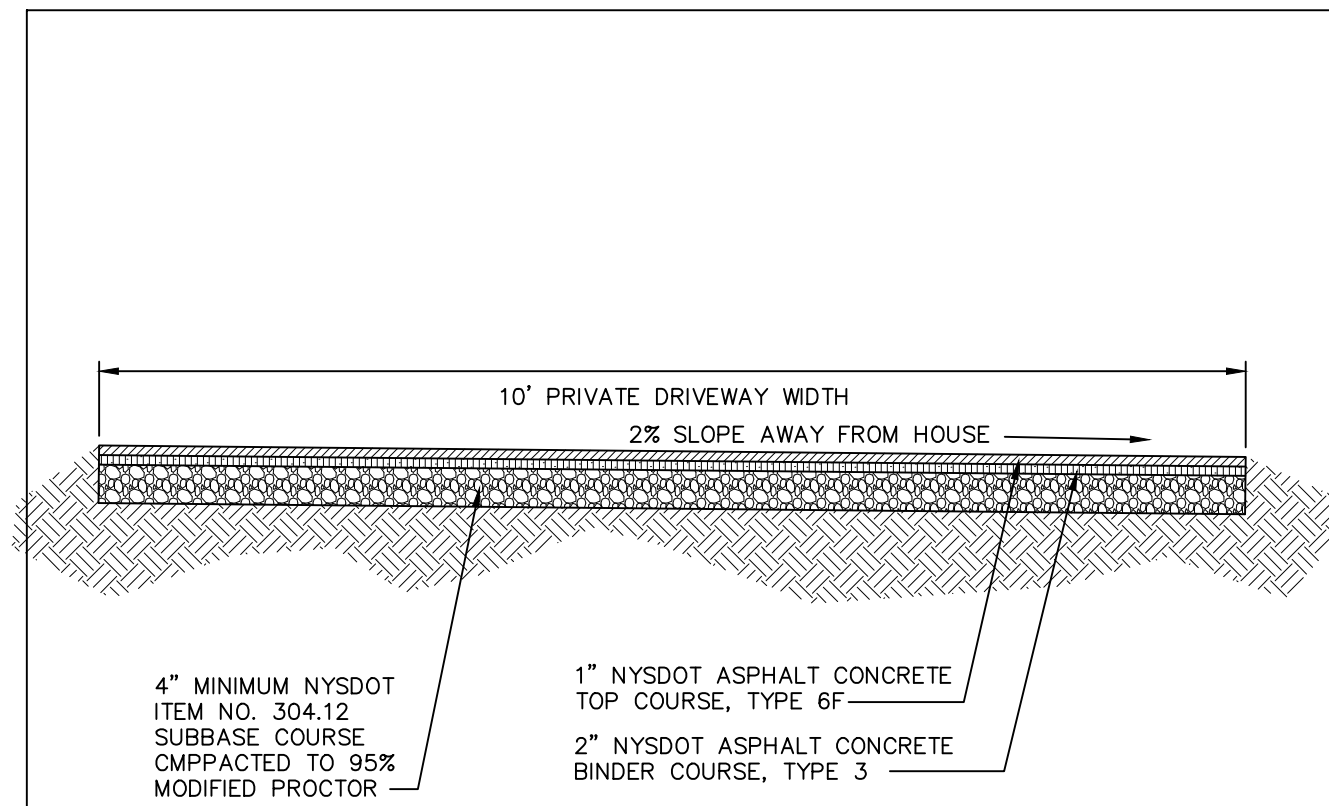 10' PRIVATE DRIVEWAY WIDTH
2% SLOPE AWAY FROM HOUSE
4” MINIMUM NYSDOT
ITEM NO. 304.12
SUBBASE COURSE
CMPPACTED TO 95%
MODIFIED PROCTOR
1” NYSDOT ASPHALT CONCRETE
TOP COURSE, TYPE 6F
2” NYSDOT ASPHALT CONCRETE
BINDER COURSE, TYPE 3